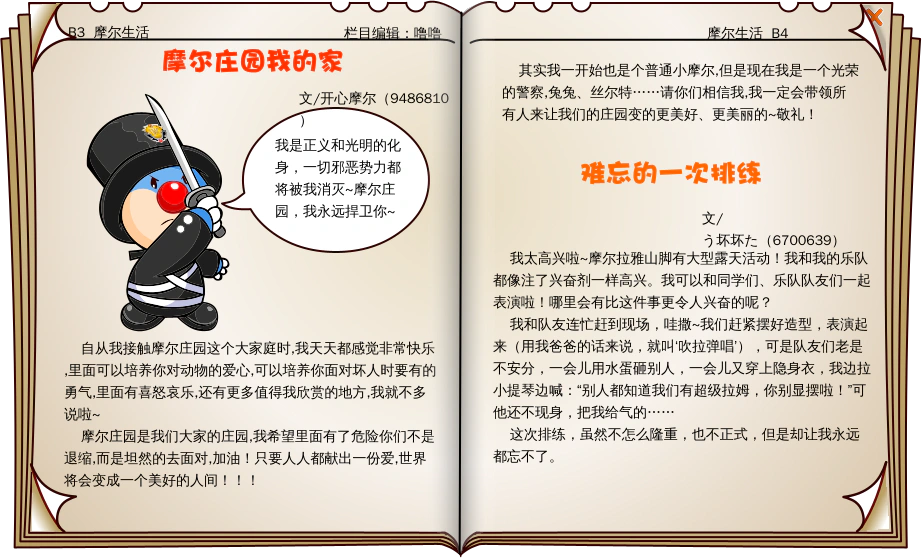 B3 摩尔生活
栏目编辑：噜噜
摩尔庄园我的家
文/开心摩尔（9486810
）
我是正义和光明的化
身，一切邪恶势力都
将被我消灭~摩尔庄
园，我永远捍卫你~
自从我接触摩尔庄园这个大家庭时,我天天都感觉非常快乐
,里面可以培养你对动物的爱心,可以培养你面对坏人时要有的
勇气,里面有喜怒哀乐,还有更多值得我欣赏的地方,我就不多
说啦~
摩尔庄园是我们大家的庄园,我希望里面有了危险你们不是
退缩,而是坦然的去面对,加油！只要人人都献出一份爱,世界
将会变成一个美好的人间！！！
摩尔生活 B4
其实我一开始也是个普通小摩尔,但是现在我是一个光荣
的警察,兔兔、丝尔特……请你们相信我,我一定会带领所
有人来让我们的庄园变的更美好、更美丽的~敬礼！
难忘的一次排练
文/
う坏坏た（6700639）
我太高兴啦~摩尔拉雅山脚有大型露天活动！我和我的乐队
都像注了兴奋剂一样高兴。我可以和同学们、乐队队友们一起
表演啦！哪里会有比这件事更令人兴奋的呢？
我和队友连忙赶到现场，哇撒~我们赶紧摆好造型，表演起
来（用我爸爸的话来说，就叫‘吹拉弹唱’），可是队友们老是
不安分，一会儿用水蛋砸别人，一会儿又穿上隐身衣，我边拉
小提琴边喊：“别人都知道我们有超级拉姆，你别显摆啦！”可
他还不现身，把我给气的……
这次排练，虽然不怎么隆重，也不正式，但是却让我永远
都忘不了。